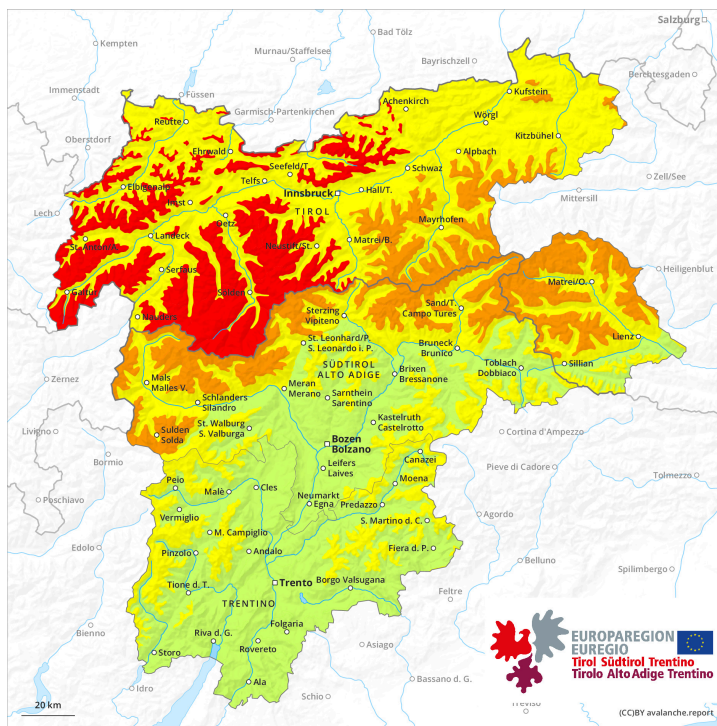 Salzburg
Kempten
Bad Tölz
Murnau/Staffelsee
Bayrischzell
Berchtesgaden
Immenstadt
Füssen
Garmisch-Partenkirchen
Achenkirch
Kufstein
Wörgl
Oberstdorf
Reutte
Kitzbühel
Ehrwald
Seefeld/T.
Alpbach
Schwaz
Zell/See
Telfs
Innsbruck
Hall/T.
Elbigenalp
Imst
Mittersill
Lech
TIROL
Oetz
Mayrhofen
St. Anton/A.
Landeck
Neustift/St.
Matrei/B.
Heiligenblut
Serfaus
Matrei/O.
Galtür
Sölden
Sand/T.
Campo Tures
Nauders
Sterzing
Vipiteno
Lienz
St. Leonhard/P.
S. Leonardo i. P.
Bruneck
Brunico
Toblach
Dobbiaco
Sillian
SÜDTIROL
ALTO ADIGE
Brixen
Bressanone
Zernez
Mals
Malles V.
Meran
Merano
Sarnthein
Sarentino
Schlanders
Silandro
Livigno
St. Walburg
S. Valburga
Kastelruth
Castelrotto
Cortina d'Ampezzo
Sulden
Solda
Bozen
Bolzano
Bormio
Canazei
Pieve di Cadore
Tolmezzo
Leifers
Laives
Moena
Poschiavo
Peio
Malè
Cles
Neumarkt
Egna
Predazzo
Vermiglio
Agordo
S. Martino d. C.
M. Campiglio
Edolo
Pinzolo
Andalo
Fiera d. P.
Belluno
Spilimbergo
Tione d. T.
Trento
Borgo Valsugana
Feltre
TRENTINO
Folgaria
Bienno
Riva d. G.
Rovereto
Storo
Asiago
Ala
Bassano d. G.
Idro
Schio
Treviso
EUROPAREGION
EUREGIO
Tirol Südtirol Trentino
Tirolo Alto Adige Trentino
20 km
(CC)BY avalanche.report